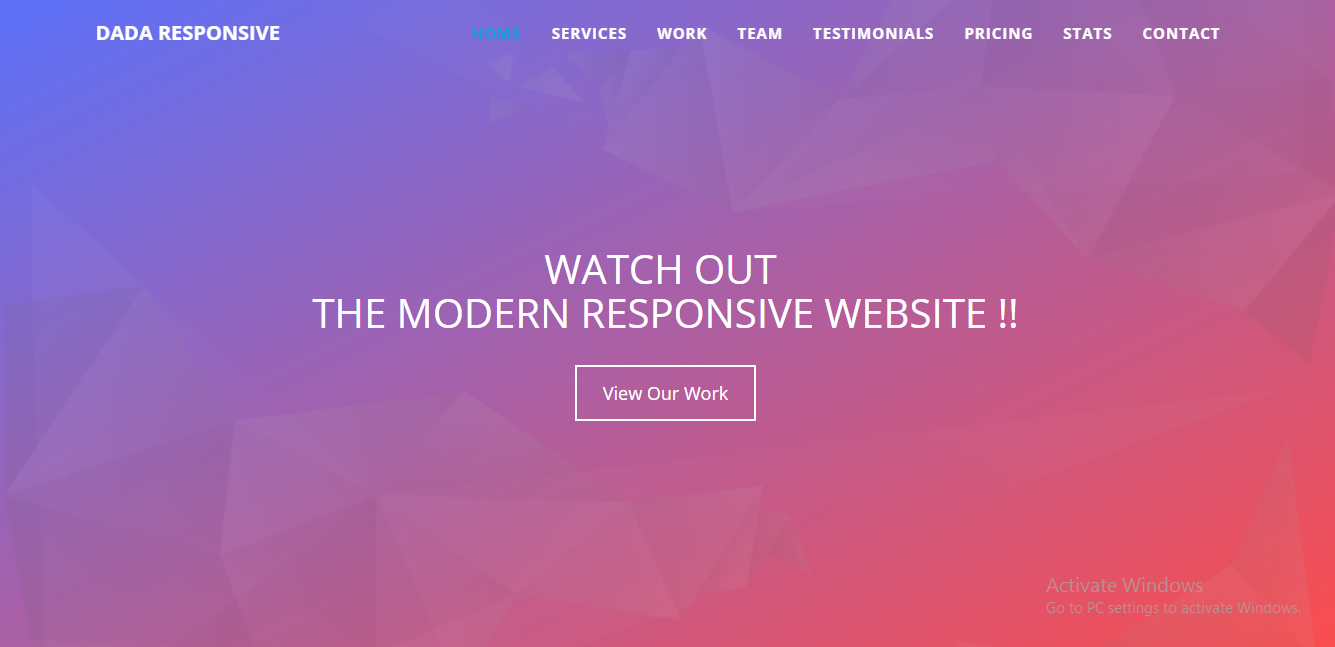 DADA RESPONSIVE
HOME SERVICES WORK TEAM TESTIMONIALS PRICING STATS CONTACT
WATCH OUT
THE MODERN RESPONSIVE WEBSITE !!
View Our Work
Activate Windows
Go to PC settings to activate Windows.